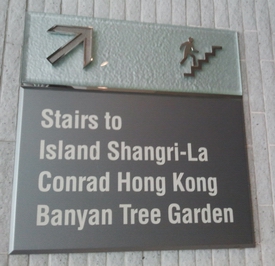 Stairs to
Island Shangri-La
Conrad Hong Kong
Banyan Tree Garden